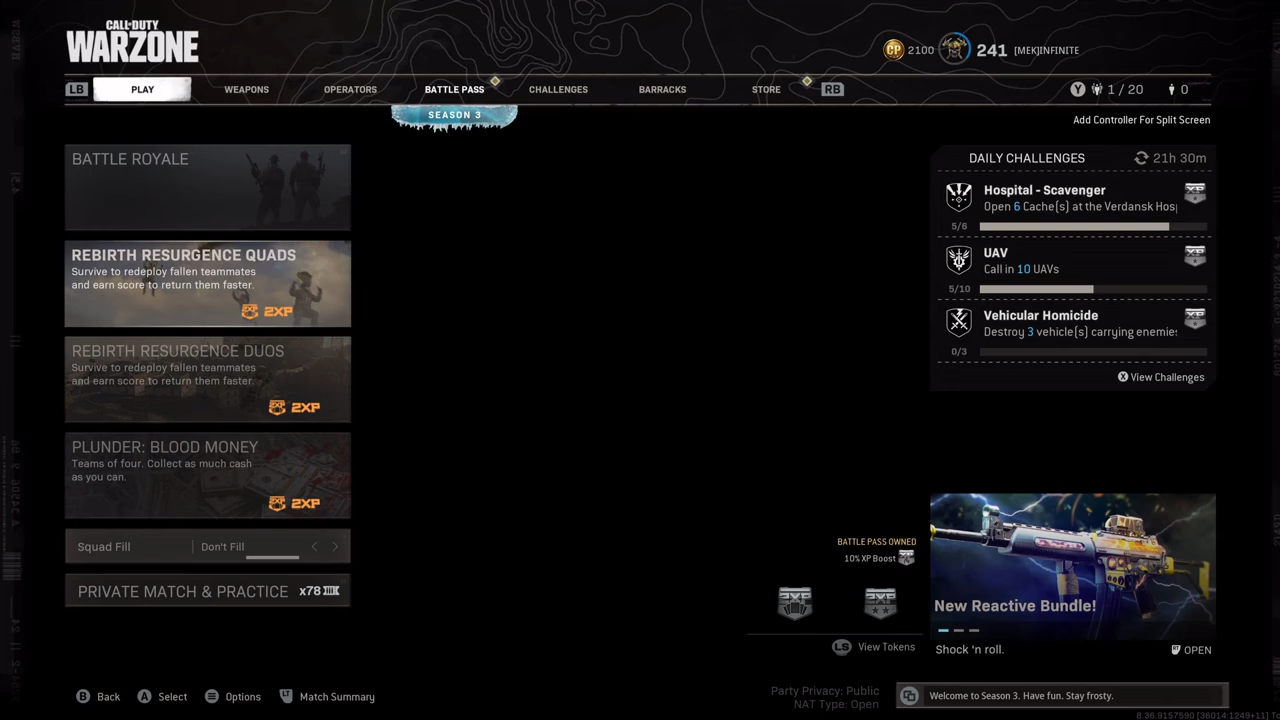 CALL OF DUTY
WARZONE
CP 2100 241 [MEK]INFINITE
LB PLAY WEAPONS OPERATORS BATTLE PASS CHALLENGES BARRACKS STORE RB
Y 1 / 20 0
SEASON 3
Add Controller For Split Screen
BATTLE ROYALE
REBIRTH RESURGENCE QUADS
Survive to redeploy fallen teammates
and earn score to return them faster.
2XP
REBIRTH RESURGENCE DUOS
Survive to redeploy fallen teammates
and earn score to return them faster.
2XP
PLUNDER: BLOOD MONEY
Teams of four. Collect as much cash
as you can.
2XP
Squad Fill Don't Fill
PRIVATE MATCH & PRACTICE x78
DAILY CHALLENGES 21h 30m
Hospital - Scavenger
Open 6 Cache(s) at the Verdansk Hosp
5/6
UAV
Call in 10 UAVs
5/10
Vehicular Homicide
Destroy 3 vehicle(s) carrying enemies
0/3
X View Challenges
BATTLE PASS OWNED
10% XP Boost
2XP 2XP
LS View Tokens
New Reactive Bundle!
Shock 'n roll.
OPEN
B Back A Select Options LT Match Summary
Party Privacy: Public
NAT Type: Open
Welcome to Season 3. Have fun. Stay frosty.